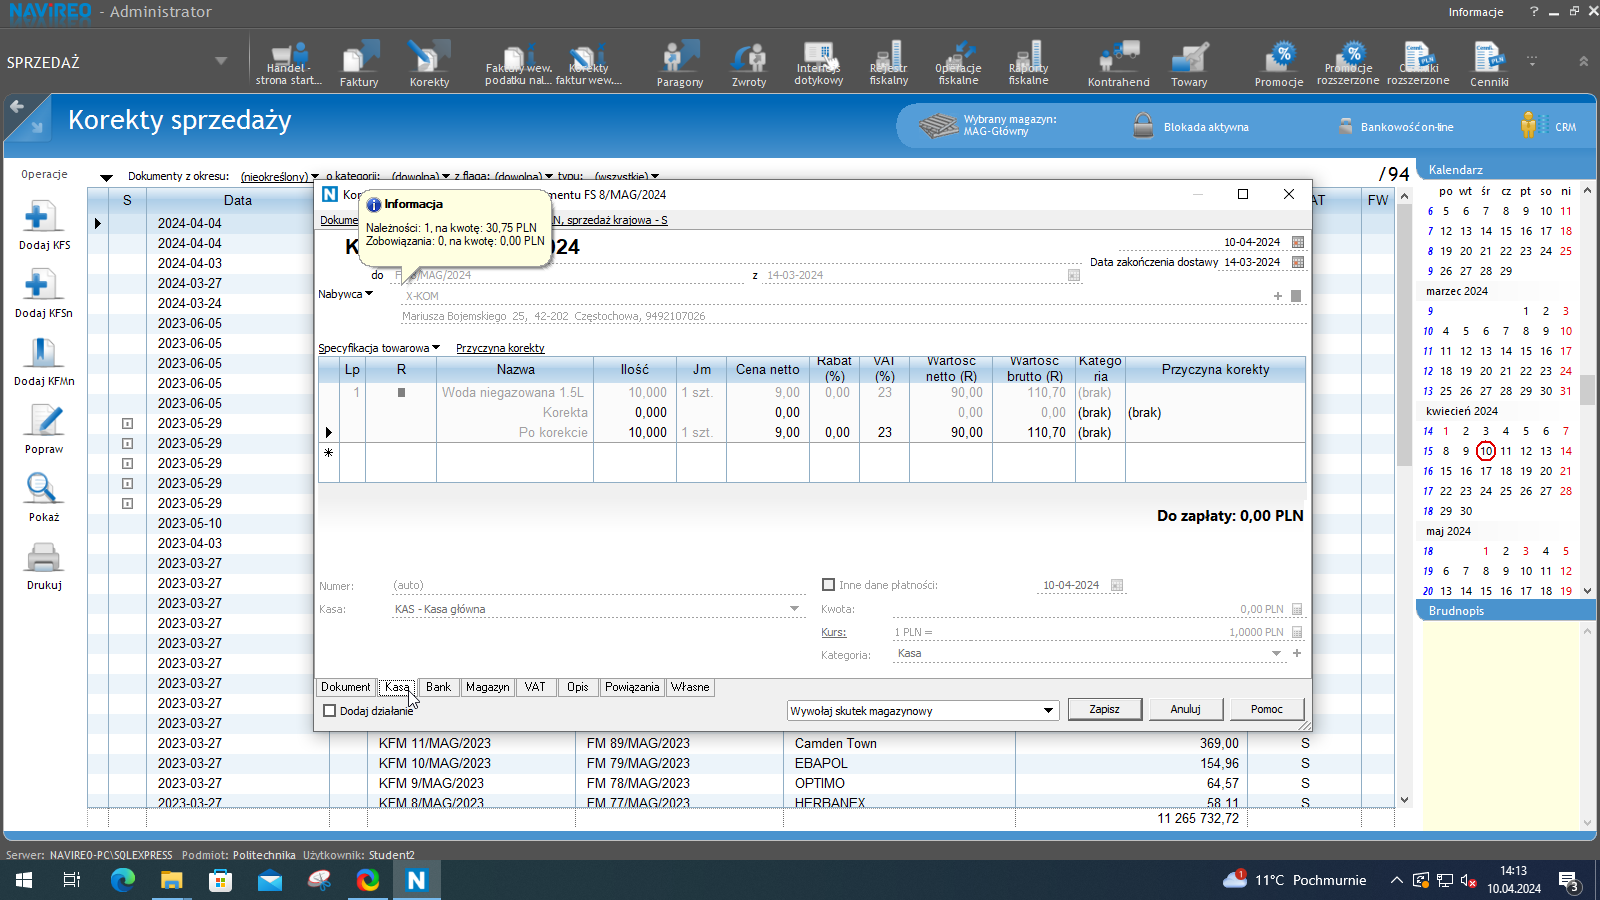 NAVIREO - Administrator
Informacje
SPRZEDAŻ
Handel - strona start...
Faktury
Korekty
Faktury wew. podatku nal...
Korekty faktur wew....
Paragony
Zwroty
Interfejs dotykowy
Rejestr fiskalny
Operacje fiskalne
Raporty fiskalne
Kontrahend
Towary
Promocje
Promocje rozszerzone
Cenniki rozszerzone
Cenniki
Korekty sprzedaży
Wybrany magazyn:
MAG-Główny
Blokada aktywna
Bankowość on-line
CRM
Operacje
Dodaj KFS
Dodaj KFSn
Dodaj KFMn
Popraw
Pokaż
Drukuj
Dokumenty z okresu: (nieokreślony) o kategorii: (dowolna) z flagą: (dowolna) typu: (wszystkie)
/94
S Data
AT FW
2024-04-04
2024-04-04
2024-04-03
2024-03-27
2024-03-24
2023-06-05
2023-06-05
2023-06-05
2023-06-05
2023-06-05
2023-05-29
2023-05-29
2023-05-29
2023-05-29
2023-05-29
2023-05-10
2023-04-03
2023-03-27
2023-03-27
2023-03-27
2023-03-27
2023-03-27
2023-03-27
2023-03-27
2023-03-27
2023-03-27 KFM 11/MAG/2023 FM 89/MAG/2023 Camden Town 369,00 S
2023-03-27 KFM 10/MAG/2023 FM 79/MAG/2023 EBAPOL 154,96 S
2023-03-27 KFM 9/MAG/2023 FM 78/MAG/2023 OPTIMO 64,57 S
2023-03-27 KFM 8/MAG/2023 FM 77/MAG/2023 HERBANEX 58,11 S
11 265 732,72
Kor
mentu FS 8/MAG/2024
Dokument
N, sprzedaż krajowa - S
Informacja
Należności: 1, na kwotę: 30,75 PLN
Zobowiązania: 0, na kwotę: 0,00 PLN
K
024
10-04-2024
Data zakończenia dostawy 14-03-2024
do
/MAG/2024 z 14-03-2024
Nabywca X-KOM
Mariusza Bojemskiego 25, 42-202 Częstochowa, 9492107026
Specyfikacja towarowa Przyczyna korekty
Lp R Nazwa Ilość Jm Cena netto Rabat (%) VAT (%) Wartość netto (R) Wartość brutto (R) Katego ria Przyczyna korekty
1 Woda niegazowana 1.5L 10,000 1 szt. 9,00 0,00 23 90,00 110,70 (brak)
Korekta 0,000 0,00 0,00 0,00 (brak) (brak)
Po korekcie 10,000 1 szt. 9,00 0,00 23 90,00 110,70 (brak)
Do zapłaty: 0,00 PLN
Numer: (auto)
Kasa: KAS - Kasa główna
Inne dane płatności: 10-04-2024
Kwota: 0,00 PLN
Kurs: 1 PLN = 1,0000 PLN
Kategoria: Kasa
Dokument Kasa Bank Magazyn VAT Opis Powiązania Własne
Dodaj działanie
Wywołaj skutek magazynowy
Zapisz
Anuluj
Pomoc
Kalendarz
po wt śr cz pt so ni
6 5 6 7 8 9 10 11
7 12 13 14 15 16 17 18
8 19 20 21 22 23 24 25
9 26 27 28 29
marzec 2024
9 1 2 3
10 4 5 6 7 8 9 10
11 11 12 13 14 15 16 17
12 18 19 20 21 22 23 24
13 25 26 27 28 29 30 31
kwiecień 2024
14 1 2 3 4 5 6 7
15 8 9 10 11 12 13 14
16 15 16 17 18 19 20 21
17 22 23 24 25 26 27 28
18 29 30
maj 2024
18 1 2 3 4 5
19 6 7 8 9 10 11 12
20 13 14 15 16 17 18 19
Brudnopis
Serwer: NAVIREO-PC\SQLEXPRESS Podmiot: Politechnika Użytkownik: Student2
1
11°C Pochmurnie
14:13
10.04.2024
3